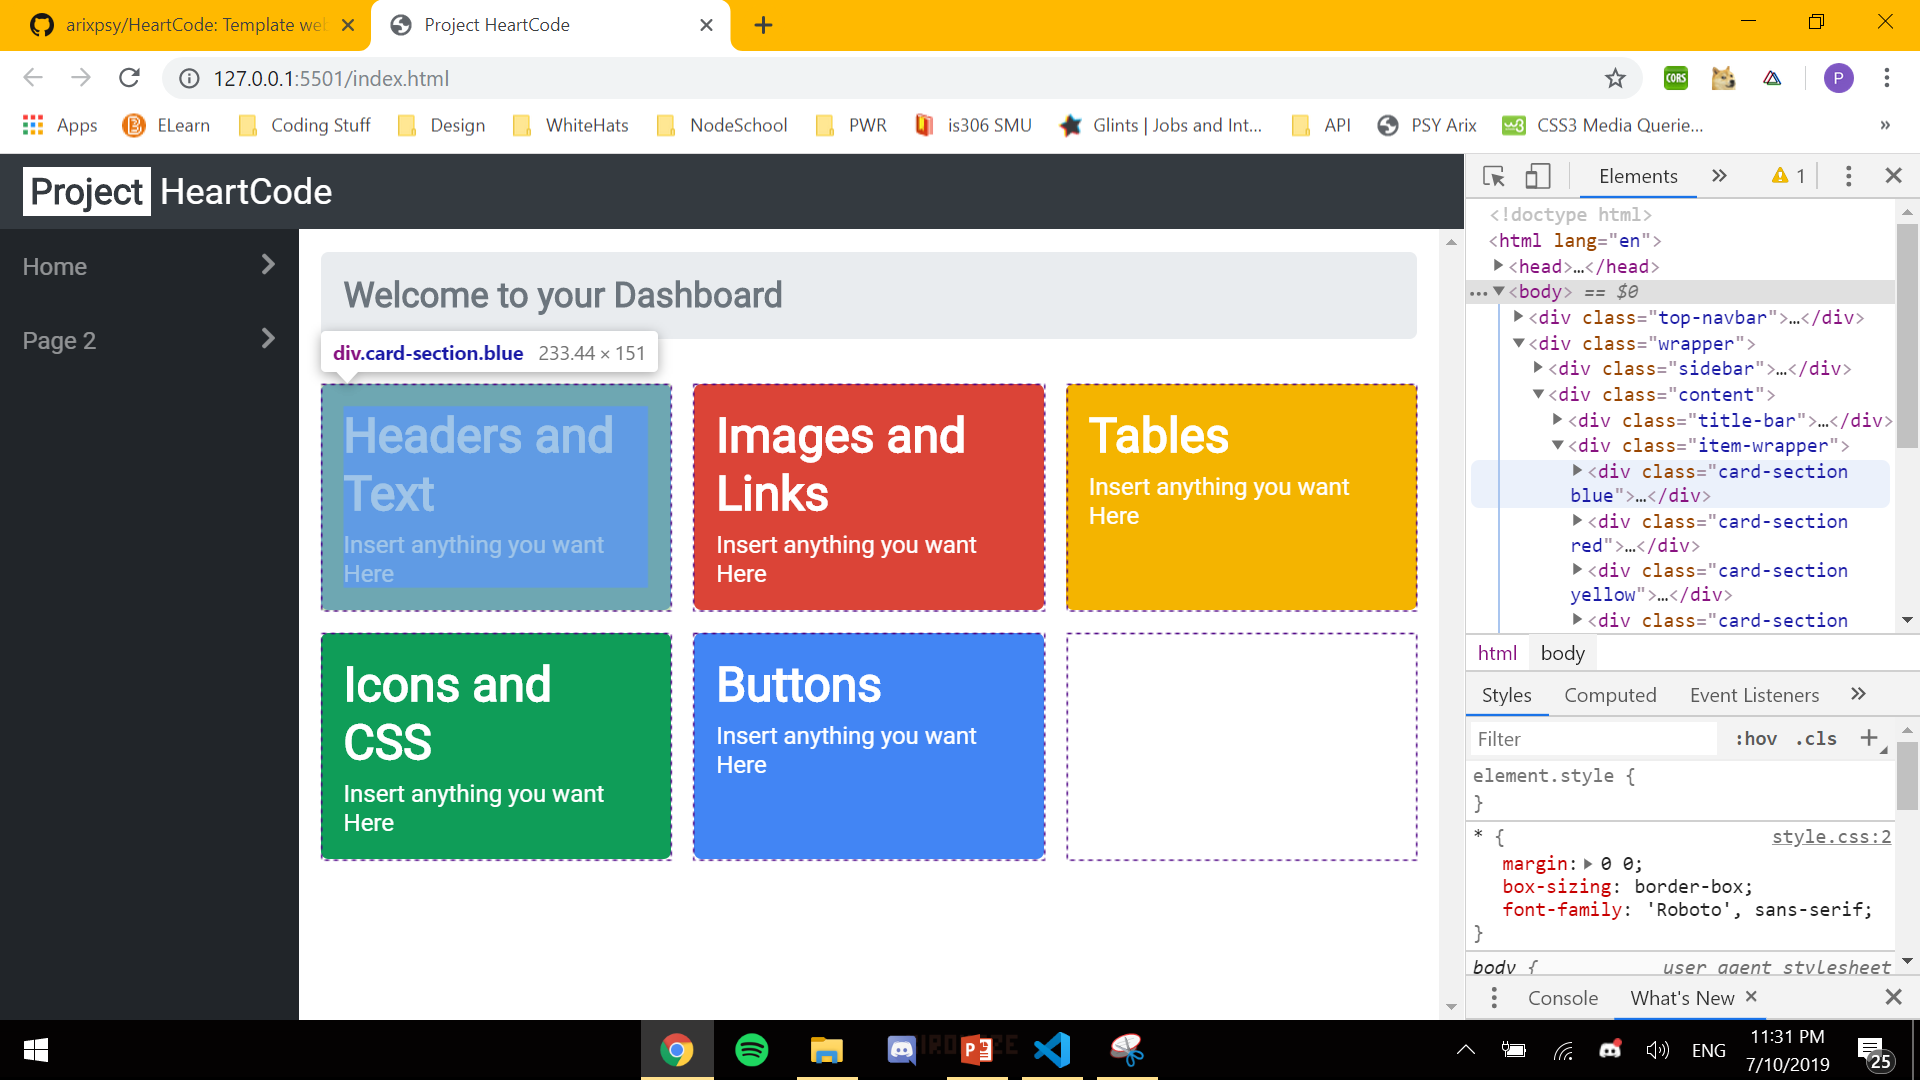 arixpsy/HeartCode: Template web
Project HeartCode
127.0.0.1:5501/index.html
CORS
P
Apps
ELearn
Coding Stuff
Design
WhiteHats
NodeSchool
PWR
is306 SMU
Glints | Jobs and Int...
API
PSY Arix
CSS3 Media Querie...
»
Project HeartCode
Home
Page 2
Welcome to your Dashboard
div.card-section.blue 233.44 × 151
Headers and
Text
Insert anything you want
Here
Images and
Links
Insert anything you want
Here
Tables
Insert anything you want
Here
Icons and
CSS
Insert anything you want
Here
Buttons
Insert anything you want
Here
Elements » 1
<!doctype html>
<html lang="en">
<head>…</head>
<body> == $0
<div class="top-navbar">…</div>
<div class="wrapper">
<div class="sidebar">…</div>
<div class="content">
<div class="title-bar">…</div>
<div class="item-wrapper">
<div class="card-section
blue">…</div>
<div class="card-section
red">…</div>
<div class="card-section
yellow">…</div>
<div class="card-section
html body
Styles Computed Event Listeners »
Filter :hov .cls
element.style {
}
* { style.css:2
margin: 0 0;
box-sizing: border-box;
font-family: 'Roboto', sans-serif;
}
body { user agent stylesheet
Console What's New
ENG
11:31 PM
7/10/2019
25